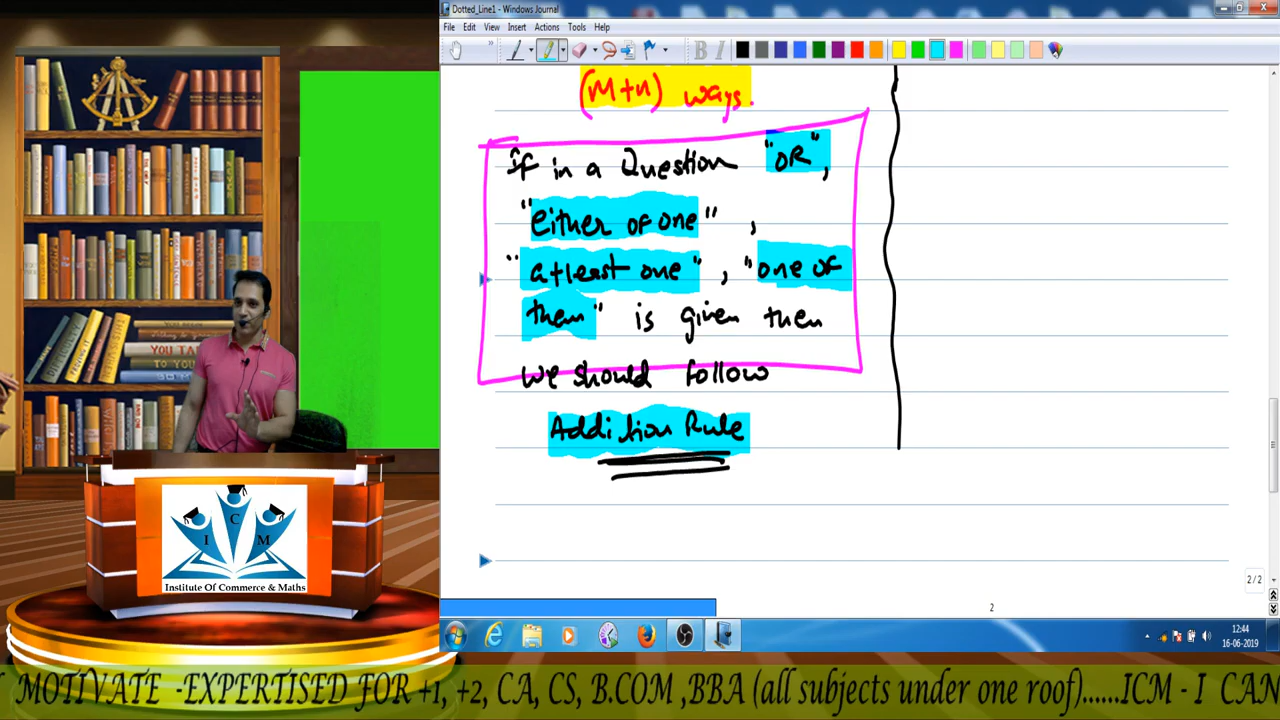 Dotted_Line1 - Windows Journal
File Edit View Insert Actions Tools Help
(M+n) ways.
If in a Question "OR",
"either of one" ,
"atleast one" , "one of
them" is given then
we should follow
Addition Rule
2/2
2
12:44
16-06-2019
YOU TA
TO
I C M
Institute Of Commerce & Maths
MOTIVATE -EXPERTISED FOR +1, +2, CA, CS, B.COM ,BBA (all subjects under one roof)......ICM - I CAN